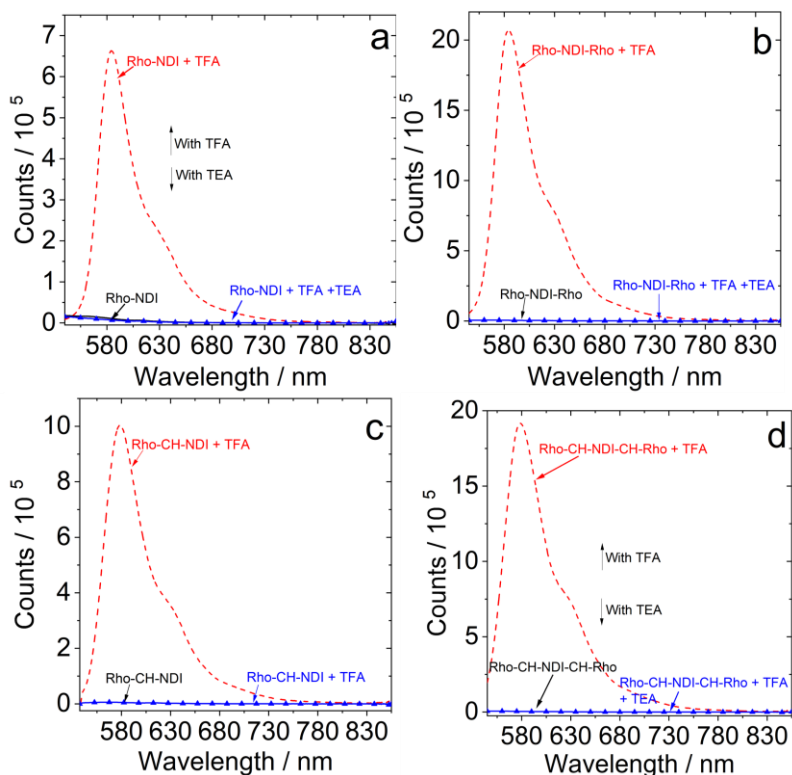 a
7
6
5
4
3
2
1
0
Counts / 10 5
Rho-NDI + TFA
With TFA
With TEA
Rho-NDI
Rho-NDI + TFA +TEA
580 630 680 730 780 830
Wavelength / nm
b
20
15
10
5
0
Counts / 10 5
Rho-NDI-Rho + TFA
Rho-NDI-Rho
Rho-NDI-Rho + TFA +TEA
580 630 680 730 780 830
Wavelength / nm
c
10
8
6
4
2
0
Counts / 10 5
Rho-CH-NDI + TFA
Rho-CH-NDI
Rho-CH-NDI + TFA
580 630 680 730 780 830
Wavelength / nm
d
20
15
10
5
0
Counts / 10 5
Rho-CH-NDI-CH-Rho + TFA
With TFA
With TEA
Rho-CH-NDI-CH-Rho
Rho-CH-NDI-CH-Rho + TFA
+ TEA
580 630 680 730 780 830
Wavelength / nm